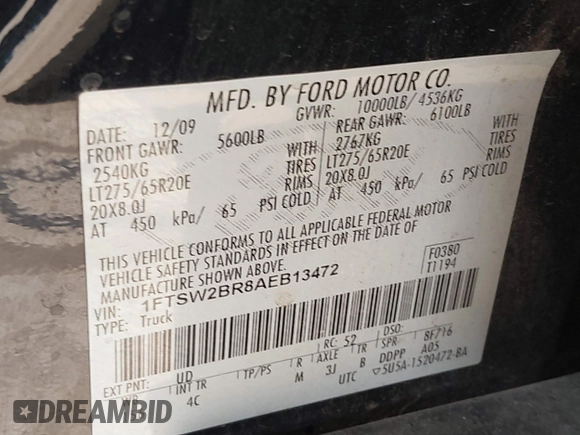 MFD. BY FORD MOTOR CO.
DATE: 12/09 GVWR: 10000LB/ 4536KG
FRONT GAWR: 5600LB REAR GAWR: 6100LB
2540KG WITH 2767KG WITH
LT275/65R20E TIRES LT275/65R20E TIRES
20X8.0J RIMS 20X8.0J RIMS
AT 450 kPa/ 65 PSI COLD AT 450 kPa/ 65 PSI COLD
THIS VEHICLE CONFORMS TO ALL APPLICABLE FEDERAL MOTOR
VEHICLE SAFETY STANDARDS IN EFFECT ON THE DATE OF
MANUFACTURE SHOWN ABOVE.
F0380
T1194
VIN: 1FTSW2BR8AEB13472
TYPE: Truck
EXT PNT: UD RC: 52 DSO:
INT TR TP/PS R AXLE TR SPR 8F716
4C M 3J B DDPP A05
UTC ▽5U5A-1520472-BA
DREAMBID